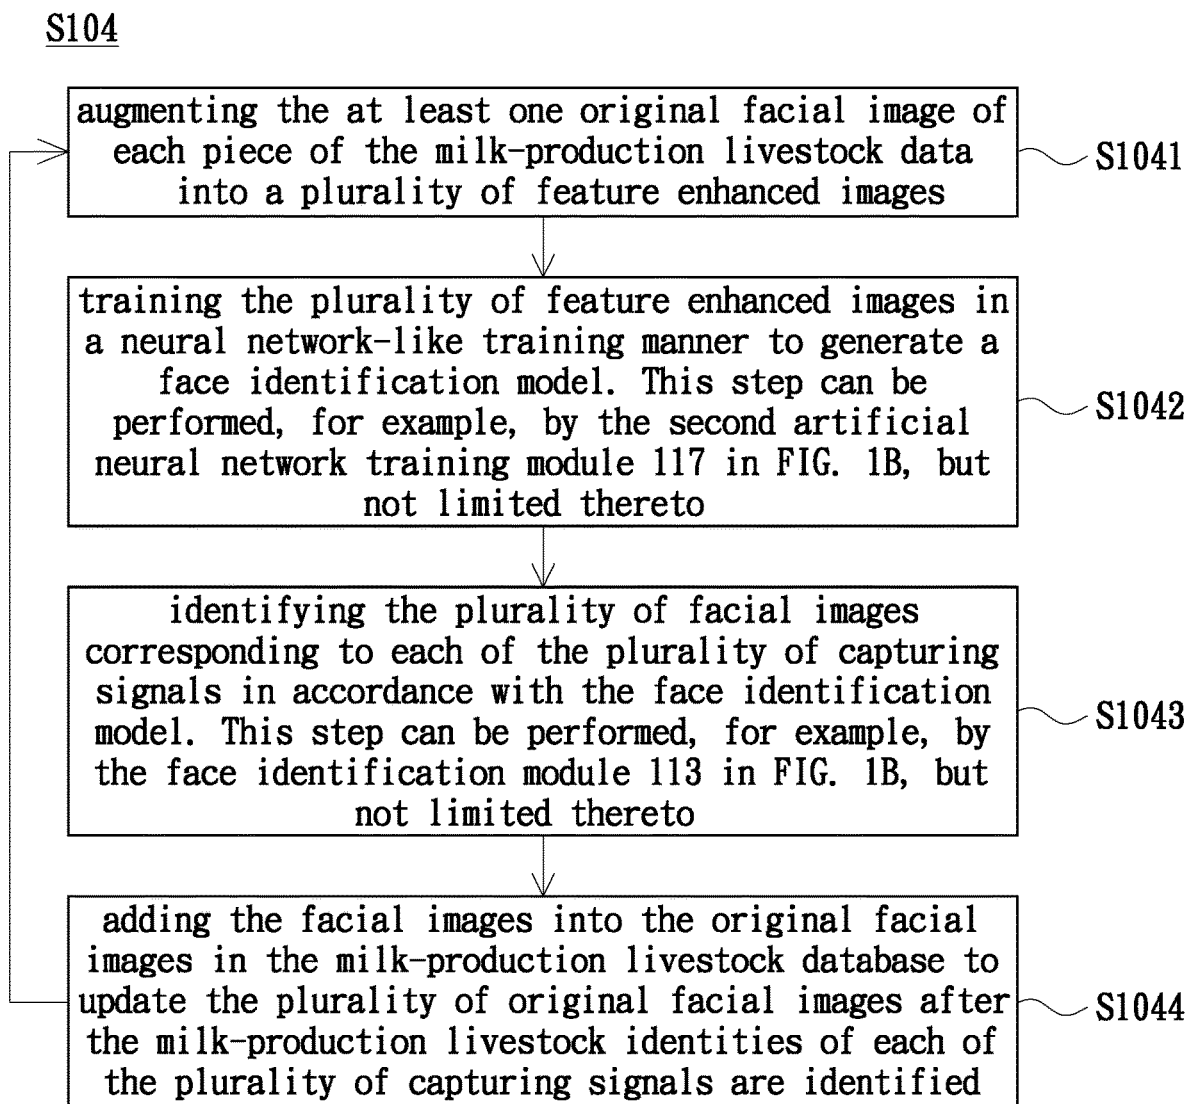 S104
augmenting the at least one original facial image of
each piece of the milk-production livestock data
into a plurality of feature enhanced images
S1041
training the plurality of feature enhanced images in
a neural network-like training manner to generate a
face identification model. This step can be
performed, for example, by the second artificial
neural network training module 117 in FIG. 1B, but
not limited thereto
S1042
identifying the plurality of facial images
corresponding to each of the plurality of capturing
signals in accordance with the face identification
model. This step can be performed, for example, by
the face identification module 113 in FIG. 1B, but
not limited thereto
S1043
adding the facial images into the original facial
images in the milk-production livestock database to
update the plurality of original facial images after
the milk-production livestock identities of each of
the plurality of capturing signals are identified
S1044